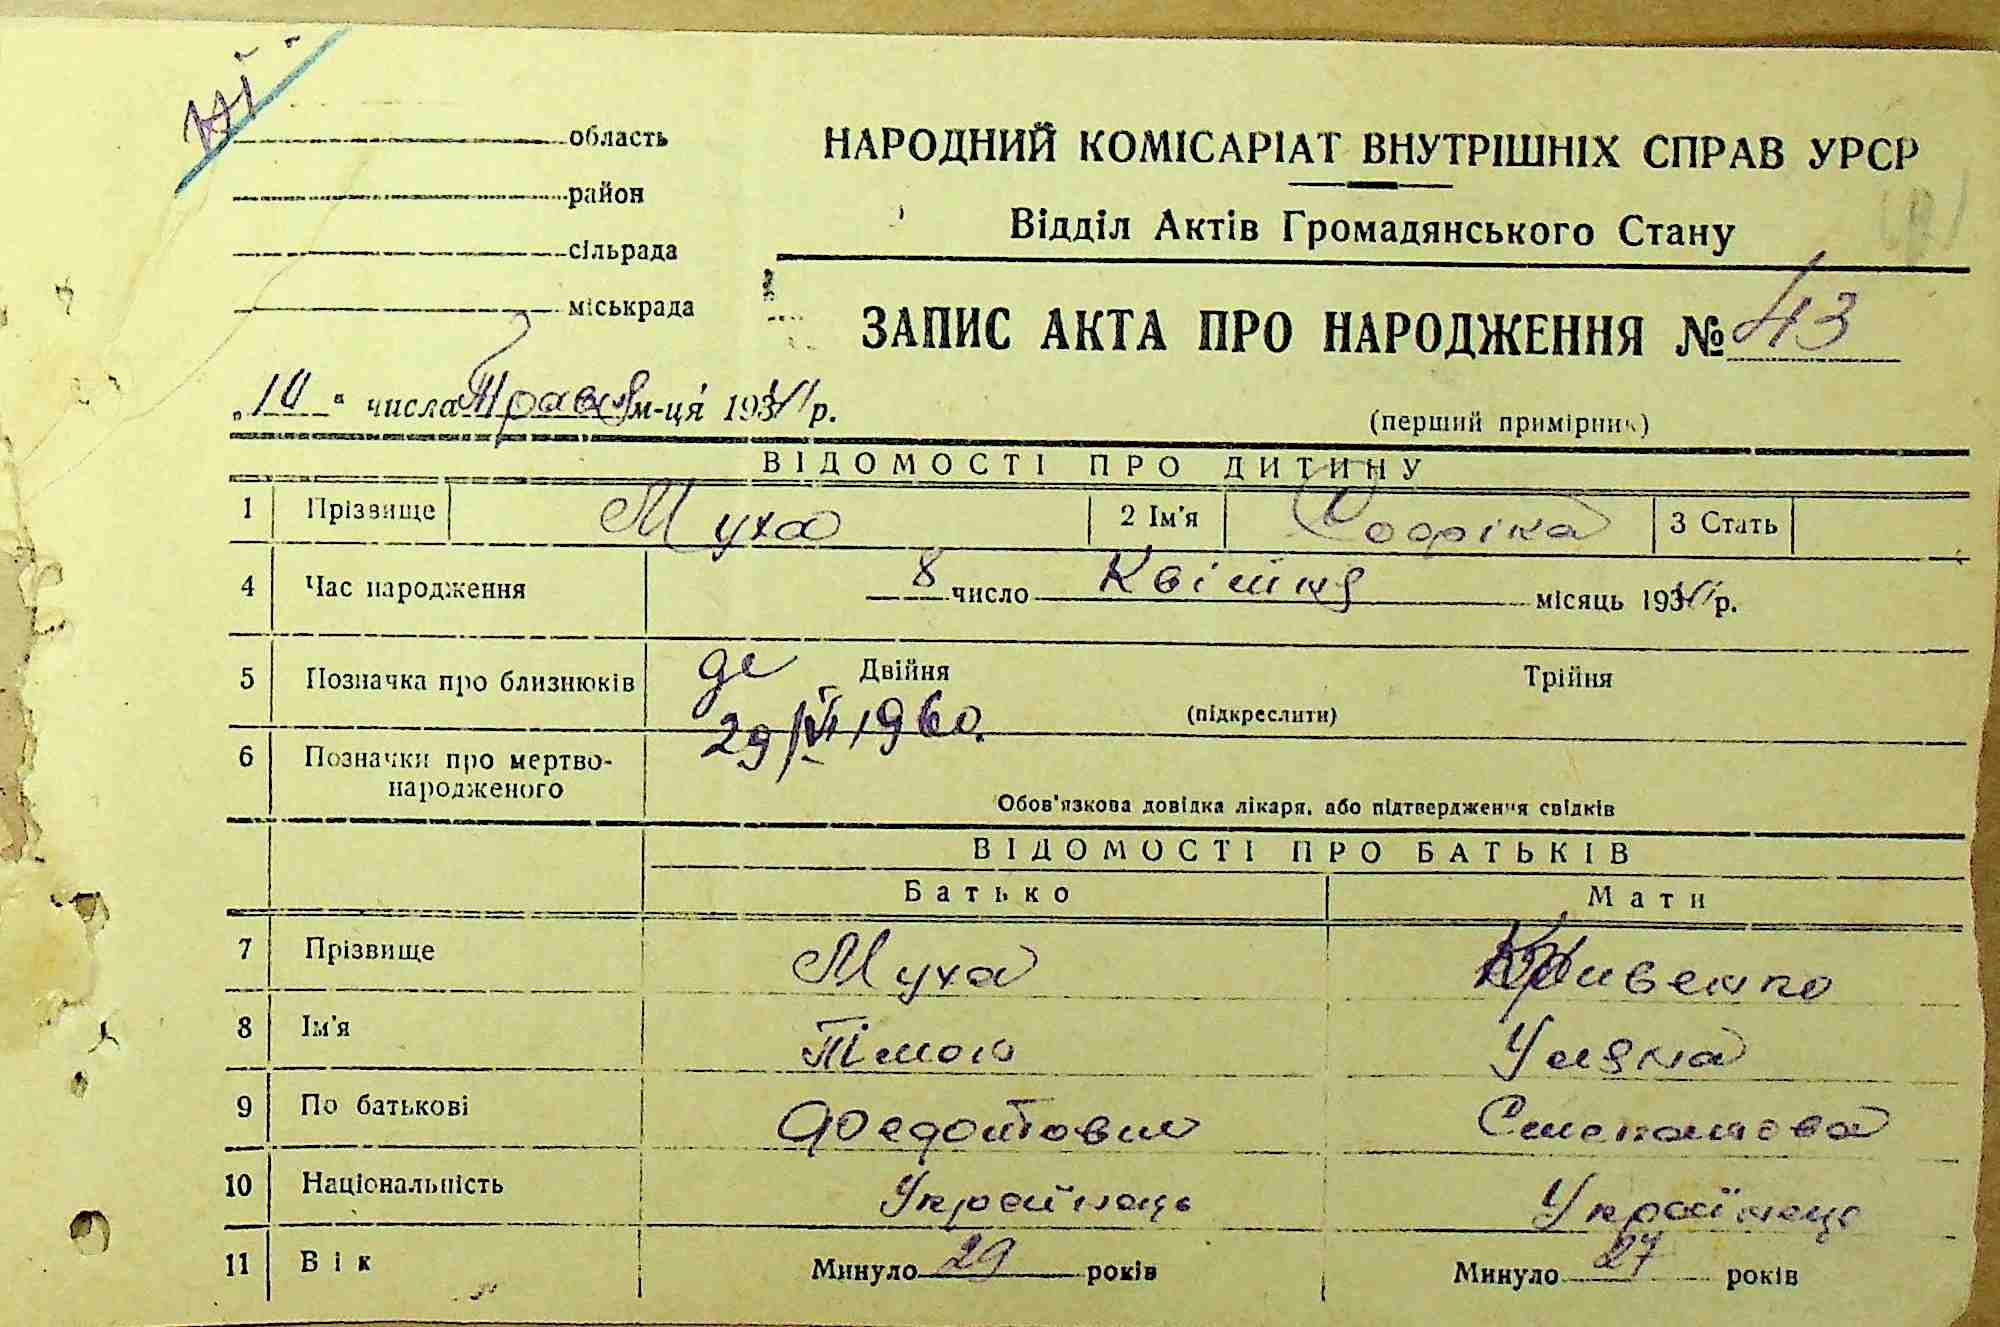 область
район
сільрада
міськрада
НАРОДНИЙ КОМІСАРІАТ ВНУТРІШНІХ СПРАВ УРСР
Відділ Актів Громадянського Стану
ЗАПИС АКТА ПРО НАРОДЖЕННЯ № 43
„10" числа Травня м-ця 1941 р.
(перший примірник)
ВІДОМОСТІ ПРО ДИТИНУ
1 Прізвище Муха 2 Ім'я Софіка 3 Стать
4 Час народження 8 число Квітня місяць 1941 р.
5 Позначка про близнюків Двійня Трійня
(підкреслити)
29/VI 1960.
6 Позначки про мертво-
народженого
Обов'язкова довідка лікаря, або підтвердження свідків
ВІДОМОСТІ ПРО БАТЬКІВ
Батько Мати
7 Прізвище Муха Кривенко
8 Ім'я Тімош Уляна
9 По батькові Федотович Степановна
10 Національність Українець Українець
11 Вік Минуло 29 років Минуло 27 років